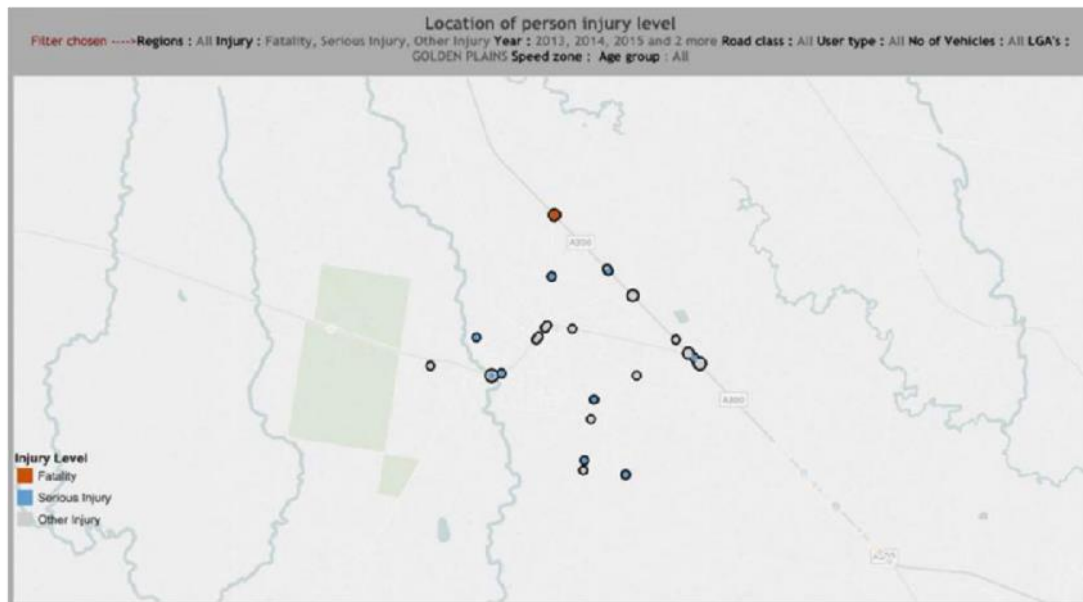 Location of person injury level
Filter chosen ---->Regions : All Injury : Fatality, Serious Injury, Other Injury Year : 2013, 2014, 2015 and 2 more Road class : All User type : All No of Vehicles : All LGA's :
GOLDEN PLAINS Speed zone : Age group : All
A300
A300
Injury Level
Fatality
Serious Injury
Other Injury